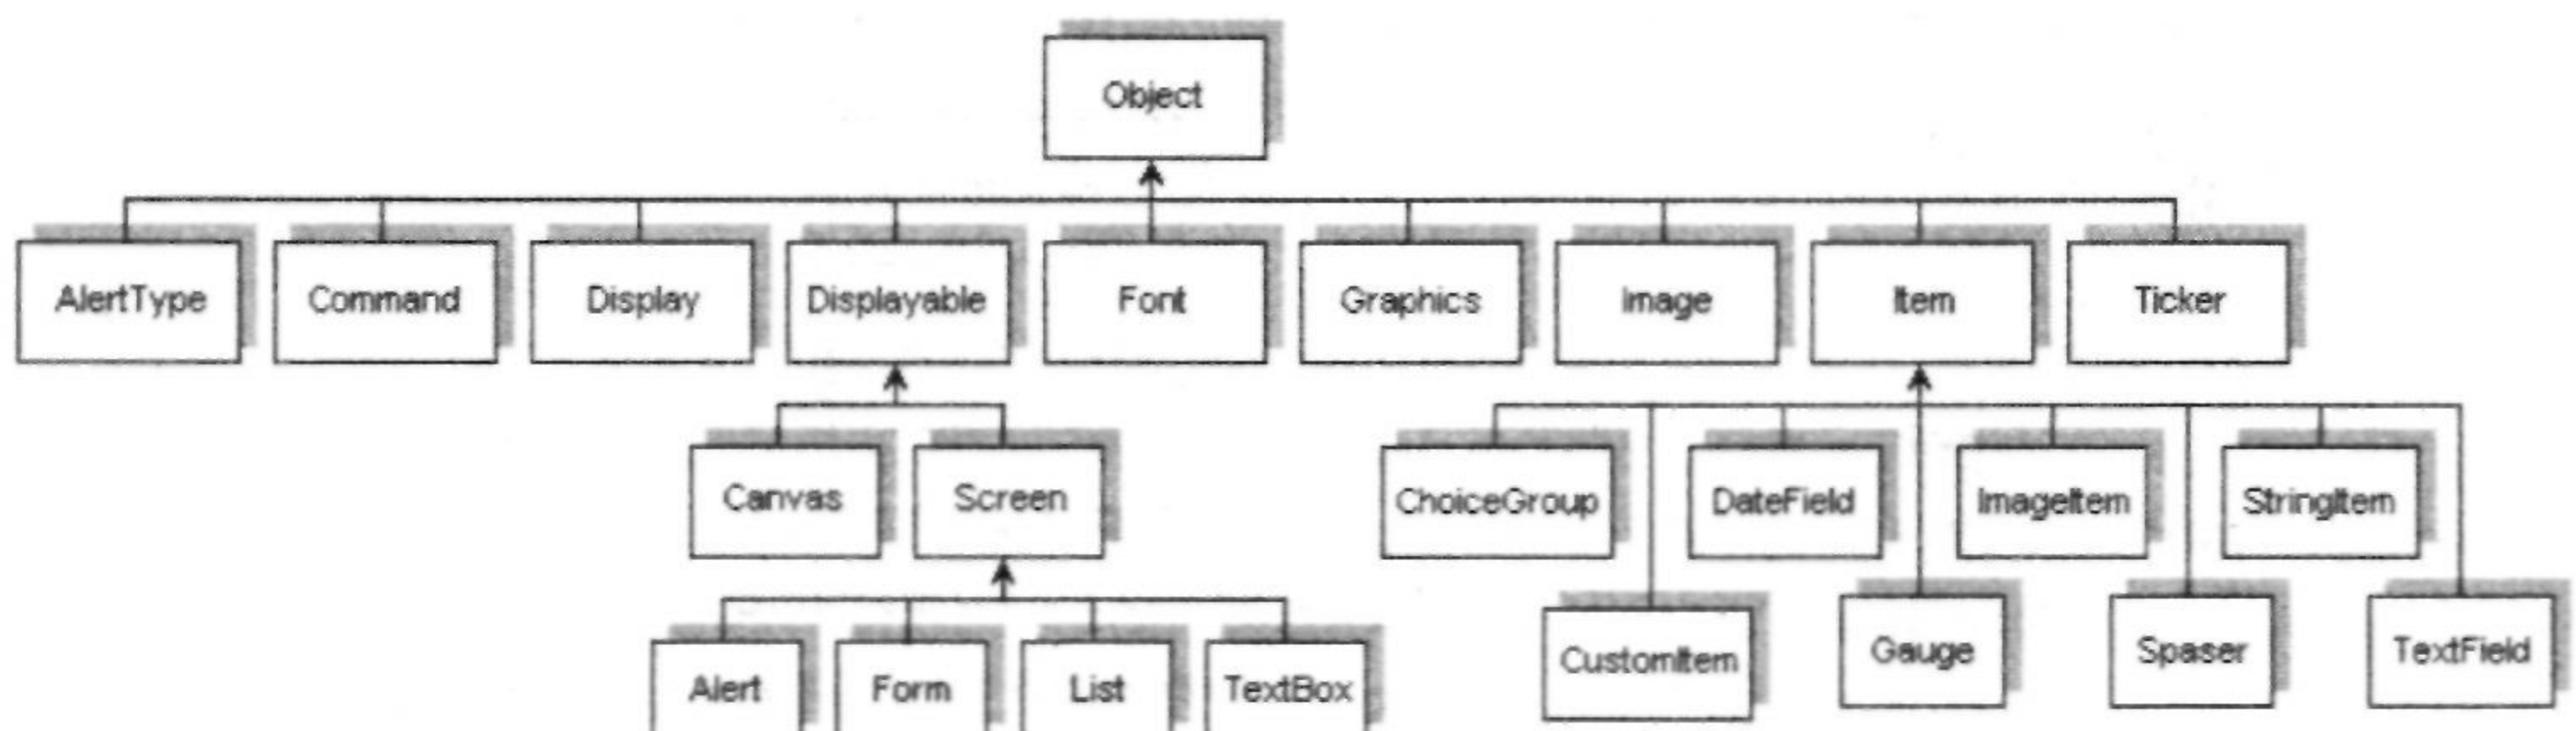 Object
AlertType
Command
Display
Displayable
Font
Graphics
Image
Item
Ticker
Canvas
Screen
ChoiceGroup
DateField
ImageItem
StringItem
Alert
Form
List
TextBox
CustomItem
Gauge
Spaser
TextField